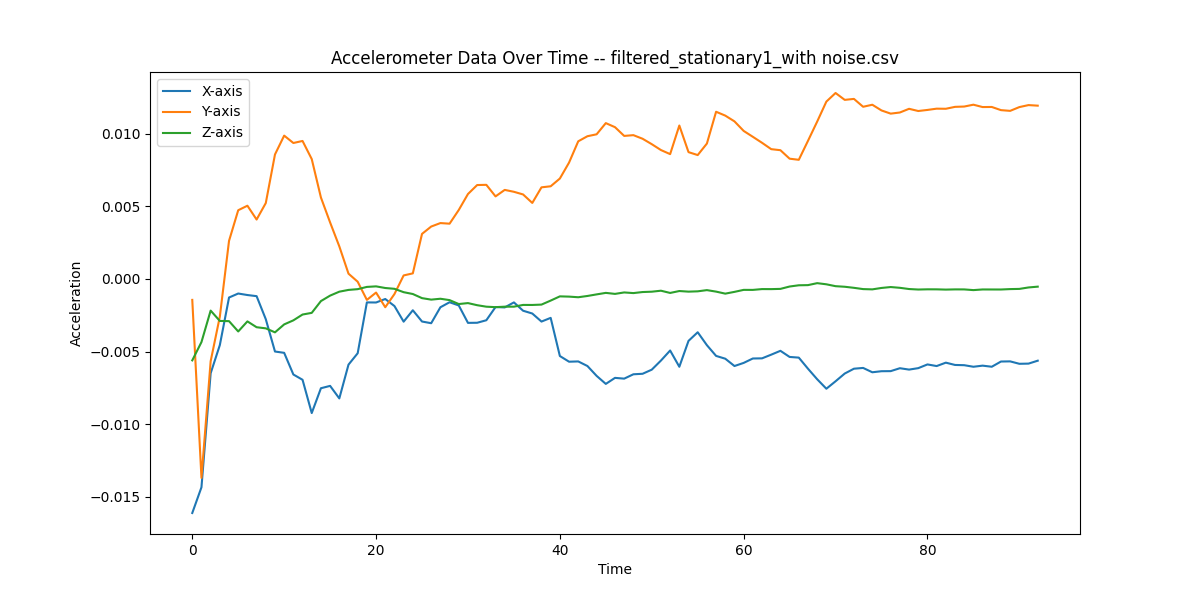 Accelerometer Data Over Time -- filtered_stationary1_with noise.csv
X-axis
Y-axis
Z-axis
0.010
0.005
0.000
−0.005
−0.010
−0.015
Acceleration
0 20 40 60 80
Time